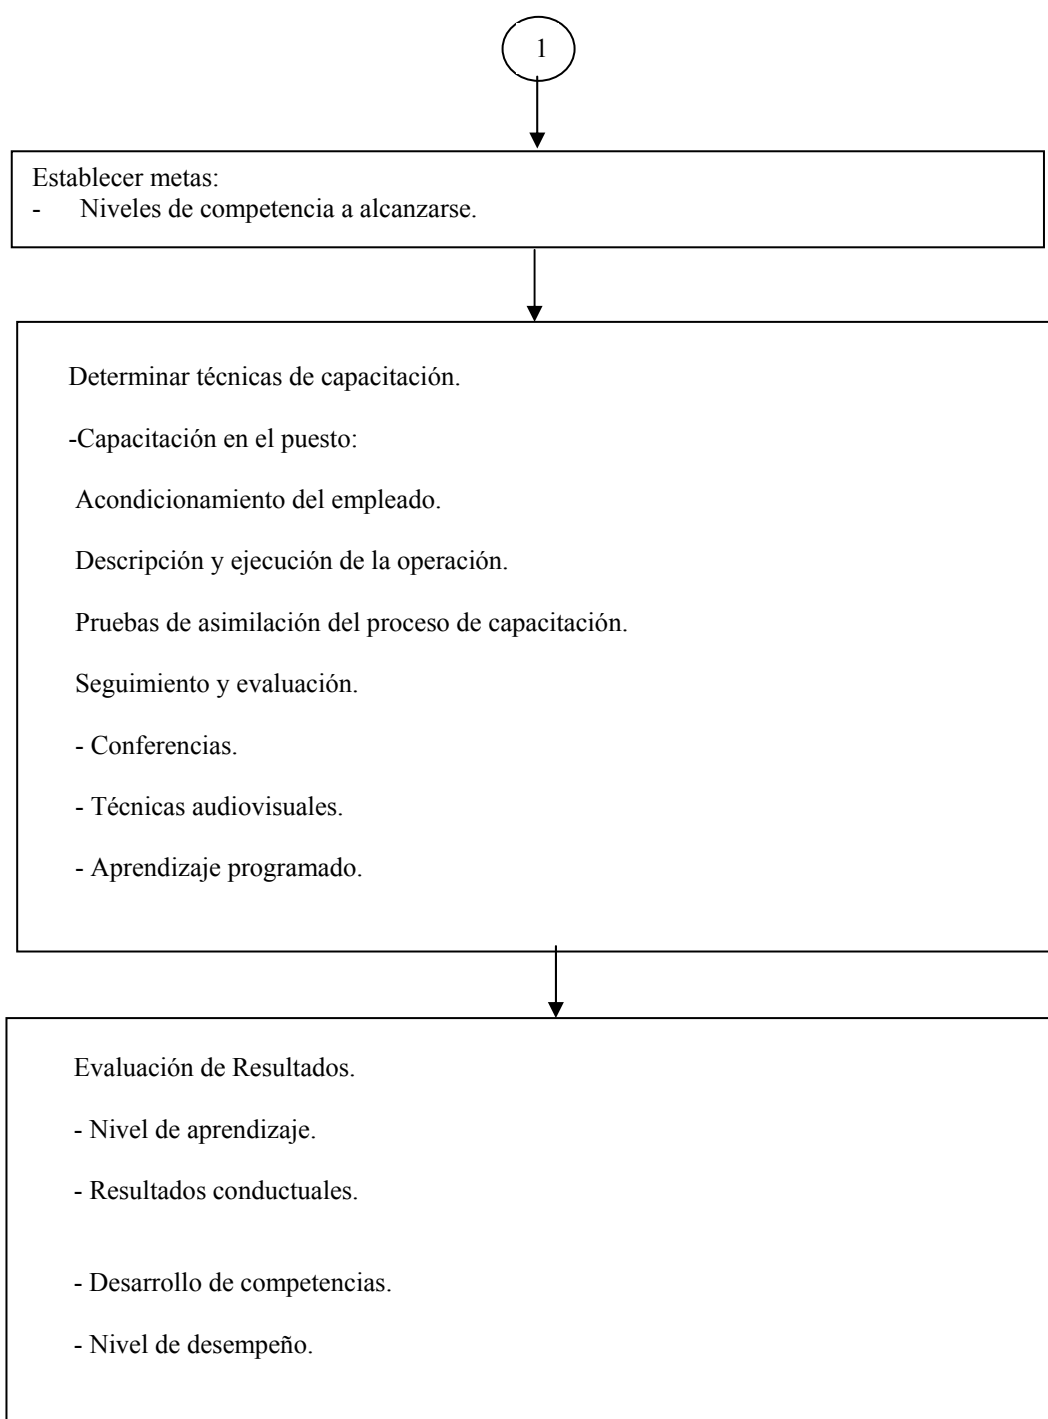 1
Establecer metas:
- Niveles de competencia a alcanzarse.
Determinar técnicas de capacitación.
-Capacitación en el puesto:
Acondicionamiento del empleado.
Descripción y ejecución de la operación.
Pruebas de asimilación del proceso de capacitación.
Seguimiento y evaluación.
- Conferencias.
- Técnicas audiovisuales.
- Aprendizaje programado.
Evaluación de Resultados.
- Nivel de aprendizaje.
- Resultados conductuales.
- Desarrollo de competencias.
- Nivel de desempeño.